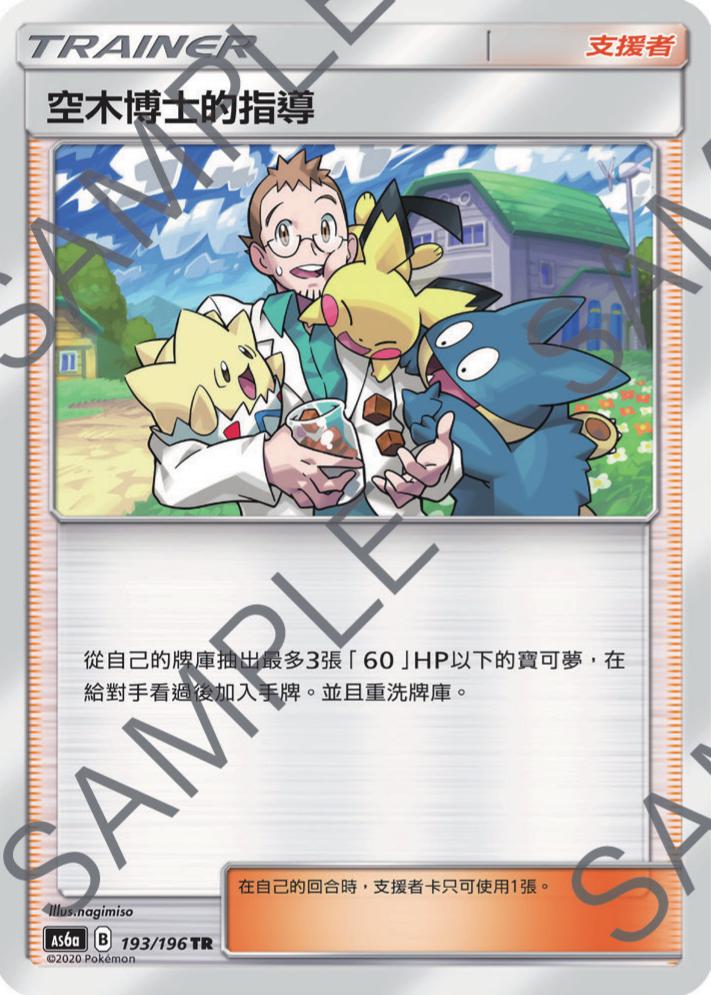 TRAINER
支援者
空木博士的指導
從自己的牌庫抽出最多3張「60」HP以下的寶可夢，在
給對手看過後加入手牌。並且重洗牌庫。
在自己的回合時，支援者卡只可使用1張。
Illus.nagimiso
AS6a B 193/196 TR
©2020 Pokémon
SAMPLE
SAMPLE
SAMPLE
SAM
SA